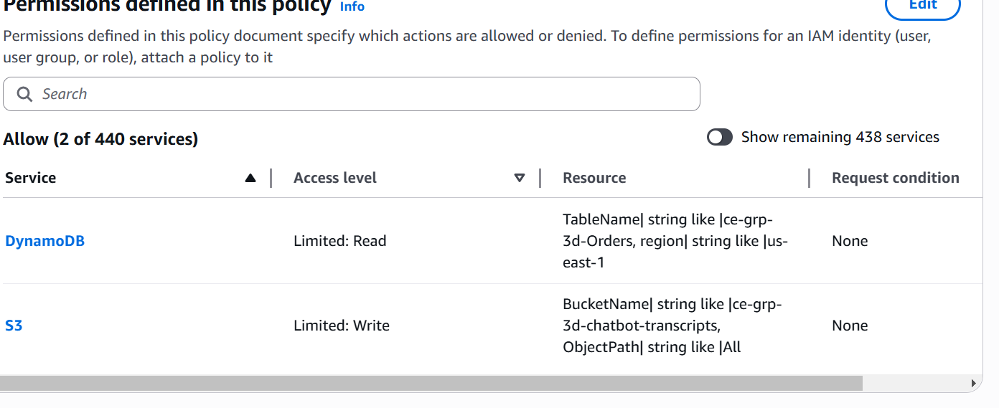 Permissions defined in this policy Info
Edit
Permissions defined in this policy document specify which actions are allowed or denied. To define permissions for an IAM identity (user,
user group, or role), attach a policy to it
Search
Allow (2 of 440 services)
Show remaining 438 services
Service
Access level
Resource
Request condition
DynamoDB
Limited: Read
TableName| string like |ce-grp-
3d-Orders, region| string like |us-
east-1
None
S3
Limited: Write
BucketName| string like |ce-grp-
3d-chatbot-transcripts,
ObjectPath| string like |All
None